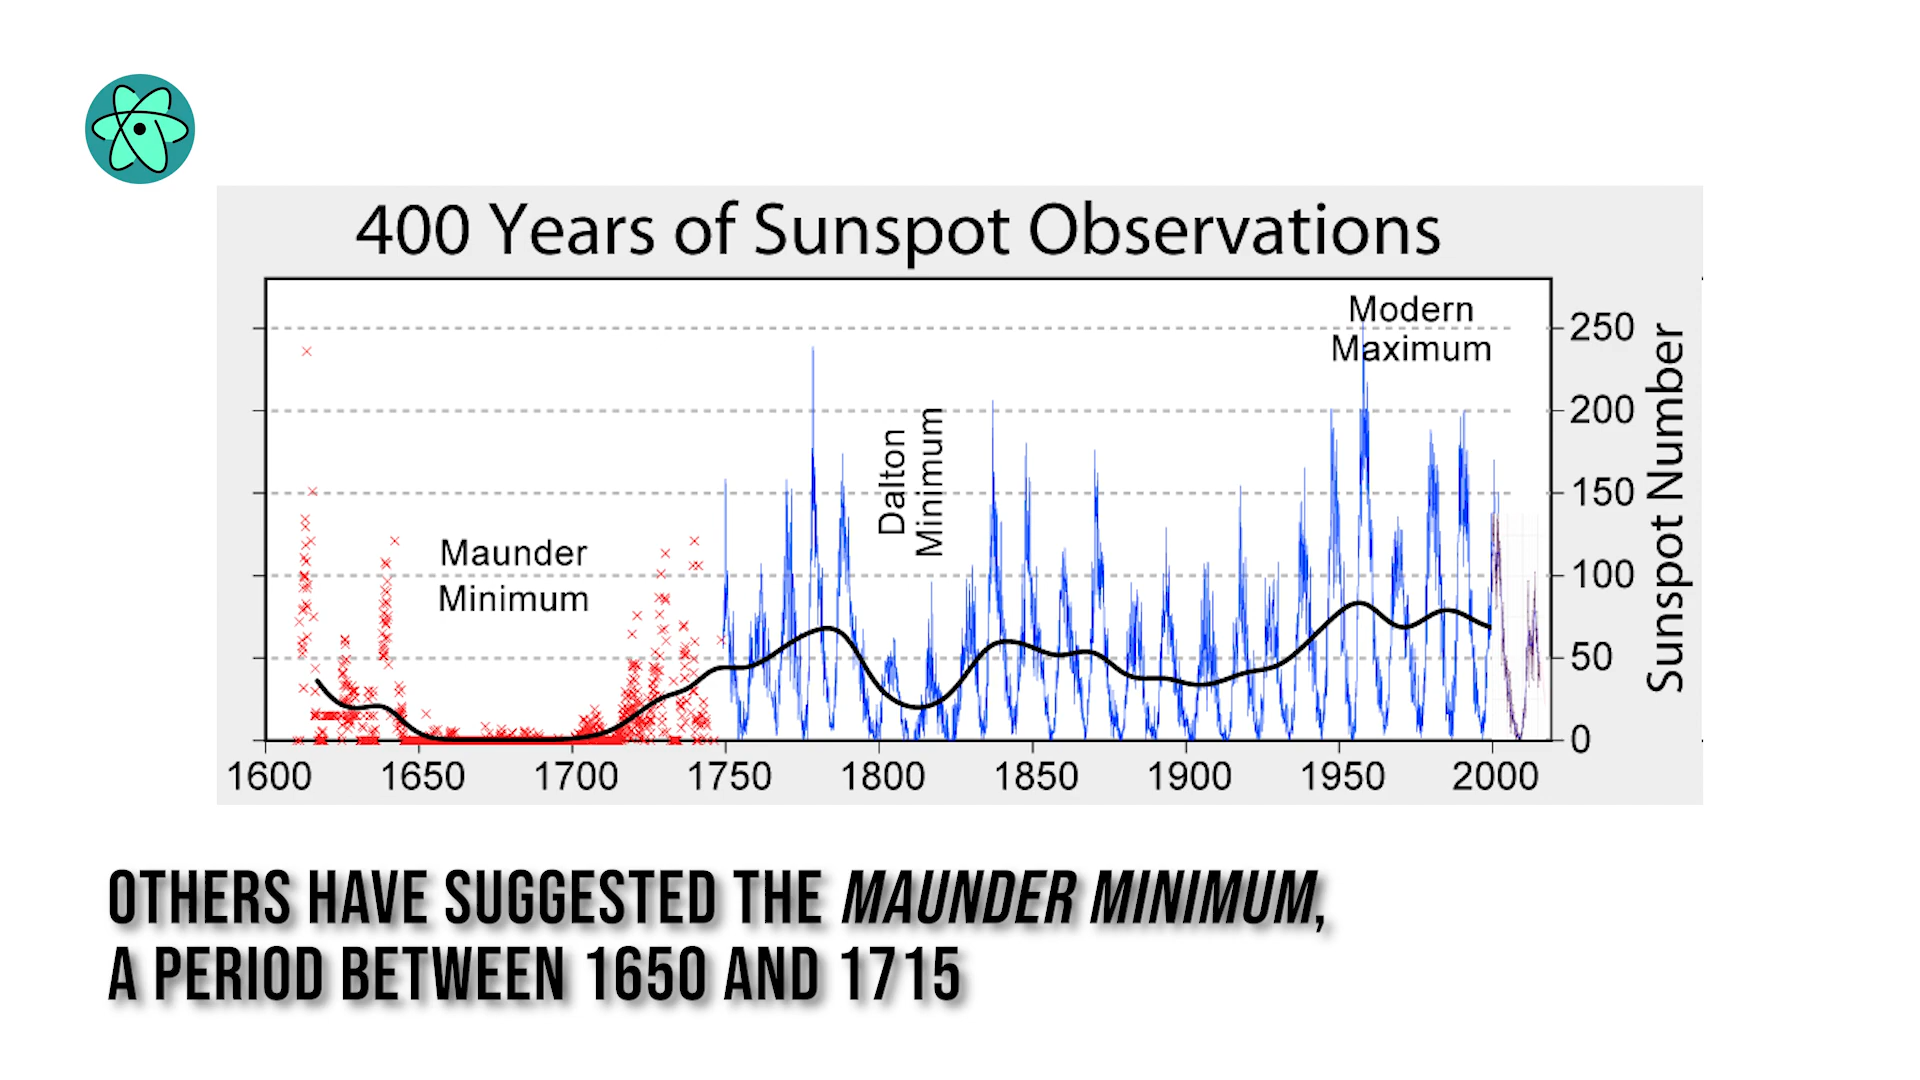 400 Years of Sunspot Observations
Modern
Maximum
Dalton
Minimum
Maunder
Minimum
250
200
150
100
50
0
Sunspot Number
1600 1650 1700 1750 1800 1850 1900 1950 2000
OTHERS HAVE SUGGESTED THE MAUNDER MINIMUM,
A PERIOD BETWEEN 1650 AND 1715